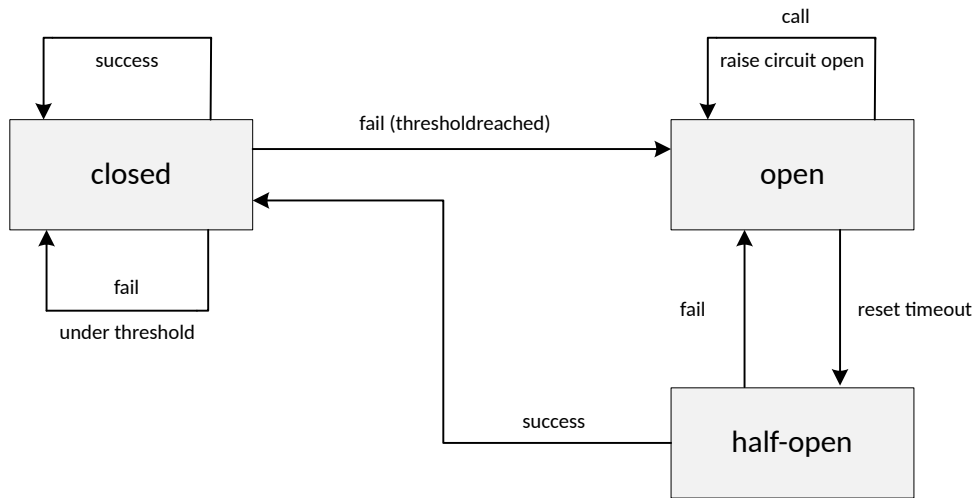 call
success
raise circuit open
fail (thresholdreached)
closed
open
fail
under threshold
fail
reset timeout
success
half-open